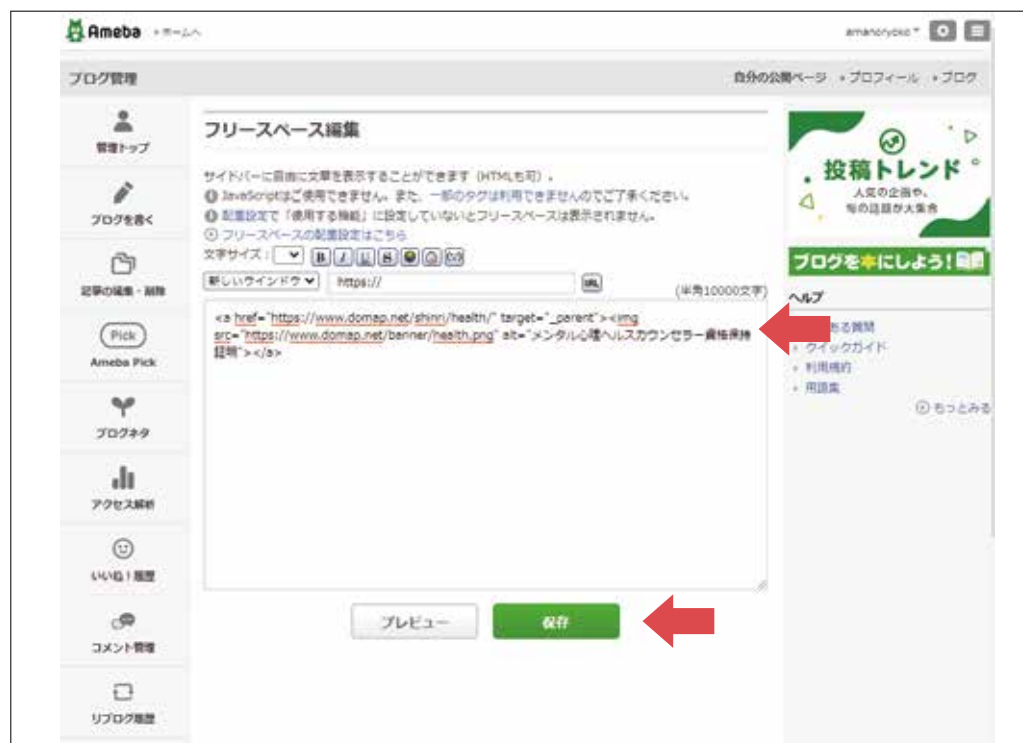 Ameba
ホームへ
amanoryoko
ブログ管理
自分の公開ページ
プロフィール
ブログ
管理トップ
ブログを書く
記事の編集・削除
Pick
Ameba Pick
ブログネタ
アクセス解析
いいね!履歴
コメント管理
リブログ履歴
フリースペース編集
サイドバーに自由に文章を表示することができます（HTMLも可）。
JavaScriptはご使用できません。また、一部のタグは利用できませんのでご了承ください。
配置設定で「使用する機能」に設定していないとフリースペースは表示されません。
フリースペースの配置設定はこちら
文字サイズ：
B I U S
新しいウインドウ https:// URL
(半角10000文字)
<a href="https://www.domap.net/shinri/health/" target="_parent"><img
src="https://www.domap.net/banner/health.png" alt="メンタル心理ヘルスカウンセラー資格保持
証明"></a>
プレビュー
保存
投稿トレンド
人気の企画や、
旬の話題が大集合
ブログを本にしよう!
ヘルプ
ある質問
クイックガイド
利用規約
用語集
もっとみる